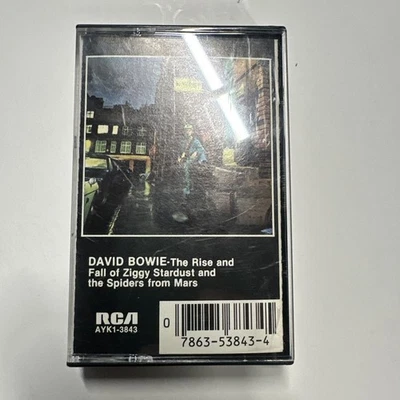 DAVID BOWIE-The Rise and
Fall of Ziggy Stardust and
the Spiders from Mars
RCA
AYK1-3843
0
7863-53843-4